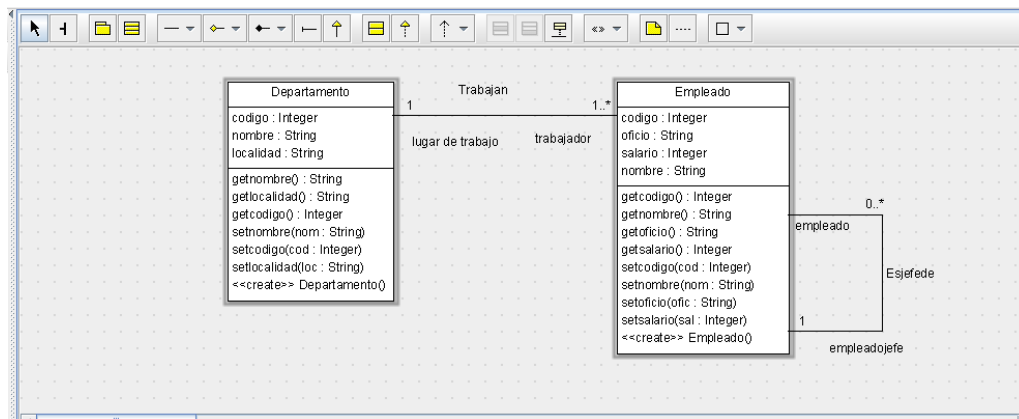 Departamento
codigo : Integer
nombre : String
localidad : String
getnombre() : String
getlocalidad() : String
getcodigo() : Integer
setnombre(nom : String)
setcodigo(cod : Integer)
setlocalidad(loc : String)
<<create>> Departamento()
Trabajan
1
1..*
lugar de trabajo
trabajador
Empleado
codigo : Integer
oficio : String
salario : Integer
nombre : String
getcodigo() : Integer
getnombre() : String
getoficio() : String
getsalario() : Integer
setcodigo(cod : Integer)
setnombre(nom : String)
setoficio(ofic : String)
setsalario(sal : Integer)
<<create>> Empleado()
0..*
empleado
Esjefede
1
empleadojefe